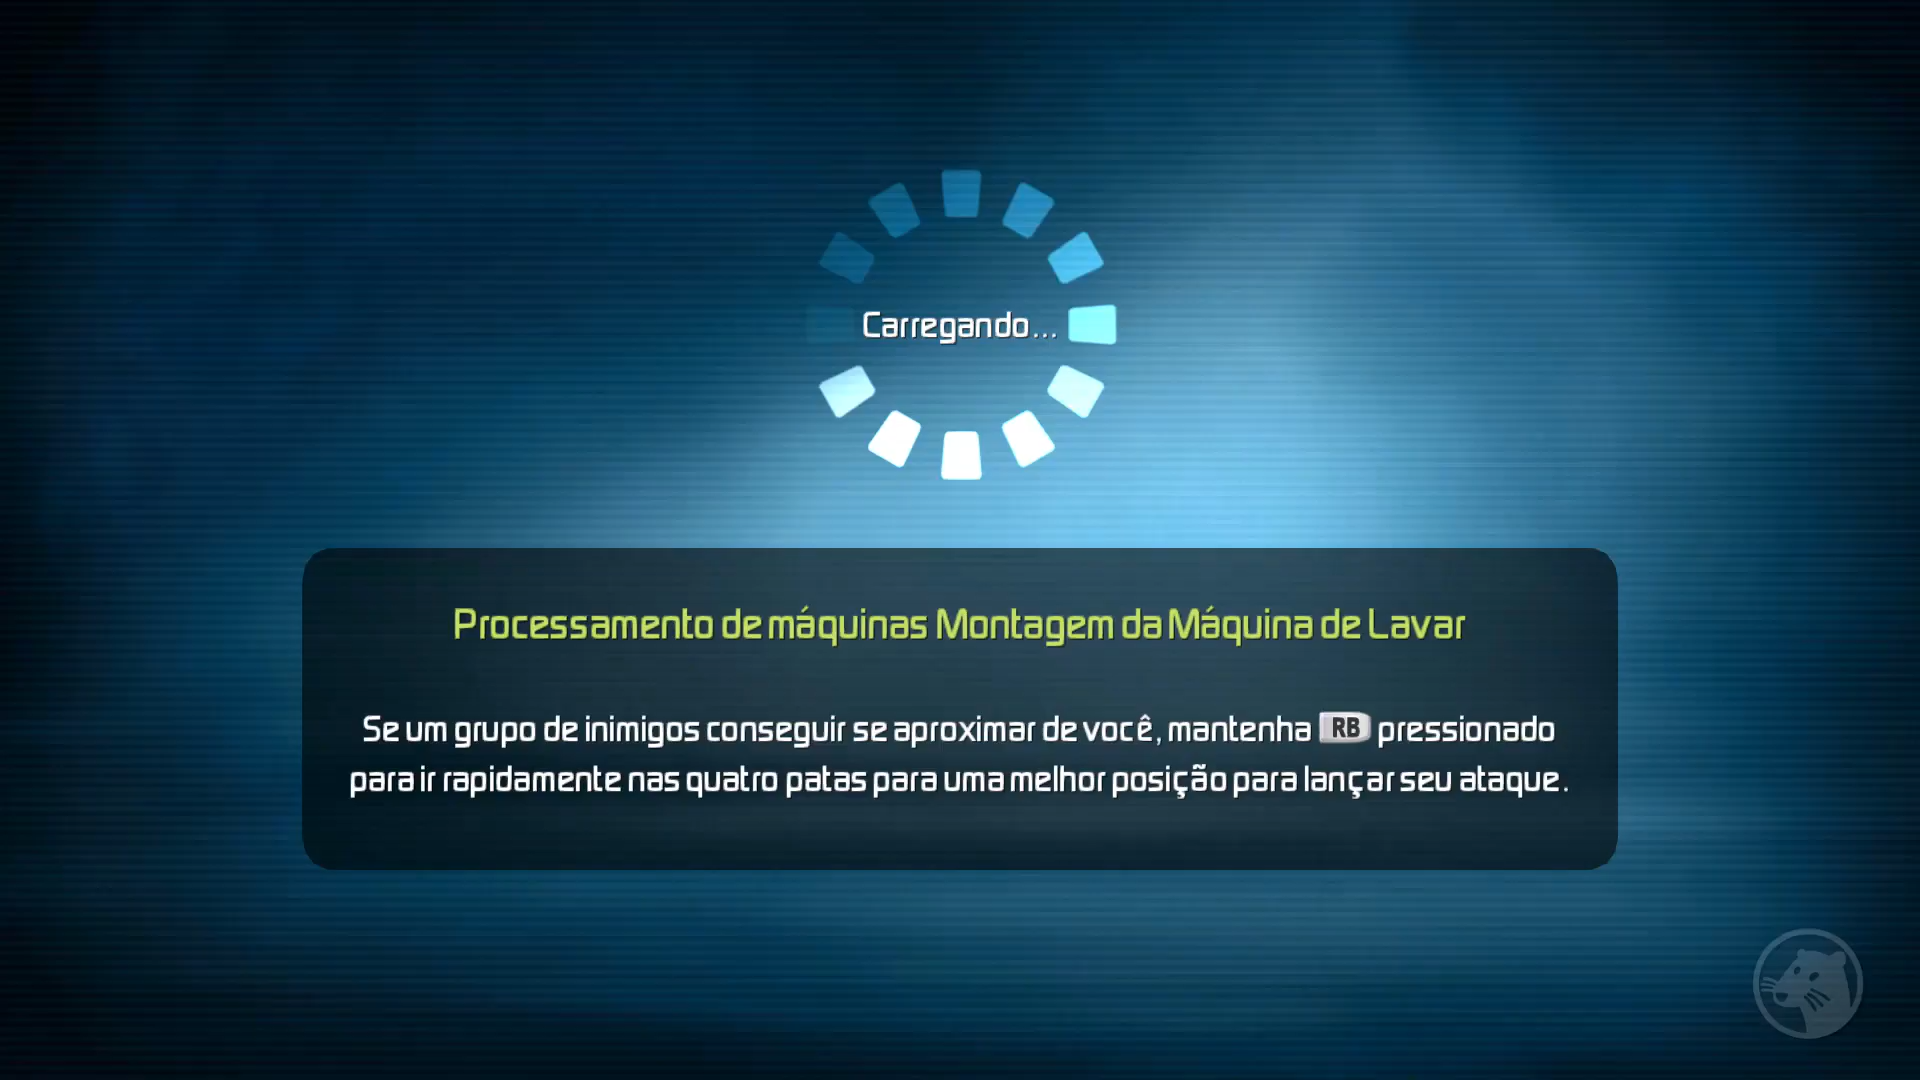 Carregando...
Processamento de máquinas Montagem da Máquina de Lavar
Se um grupo de inimigos conseguir se aproximar de você, mantenha RB pressionado
para ir rapidamente nas quatro patas para uma melhor posição para lançar seu ataque.